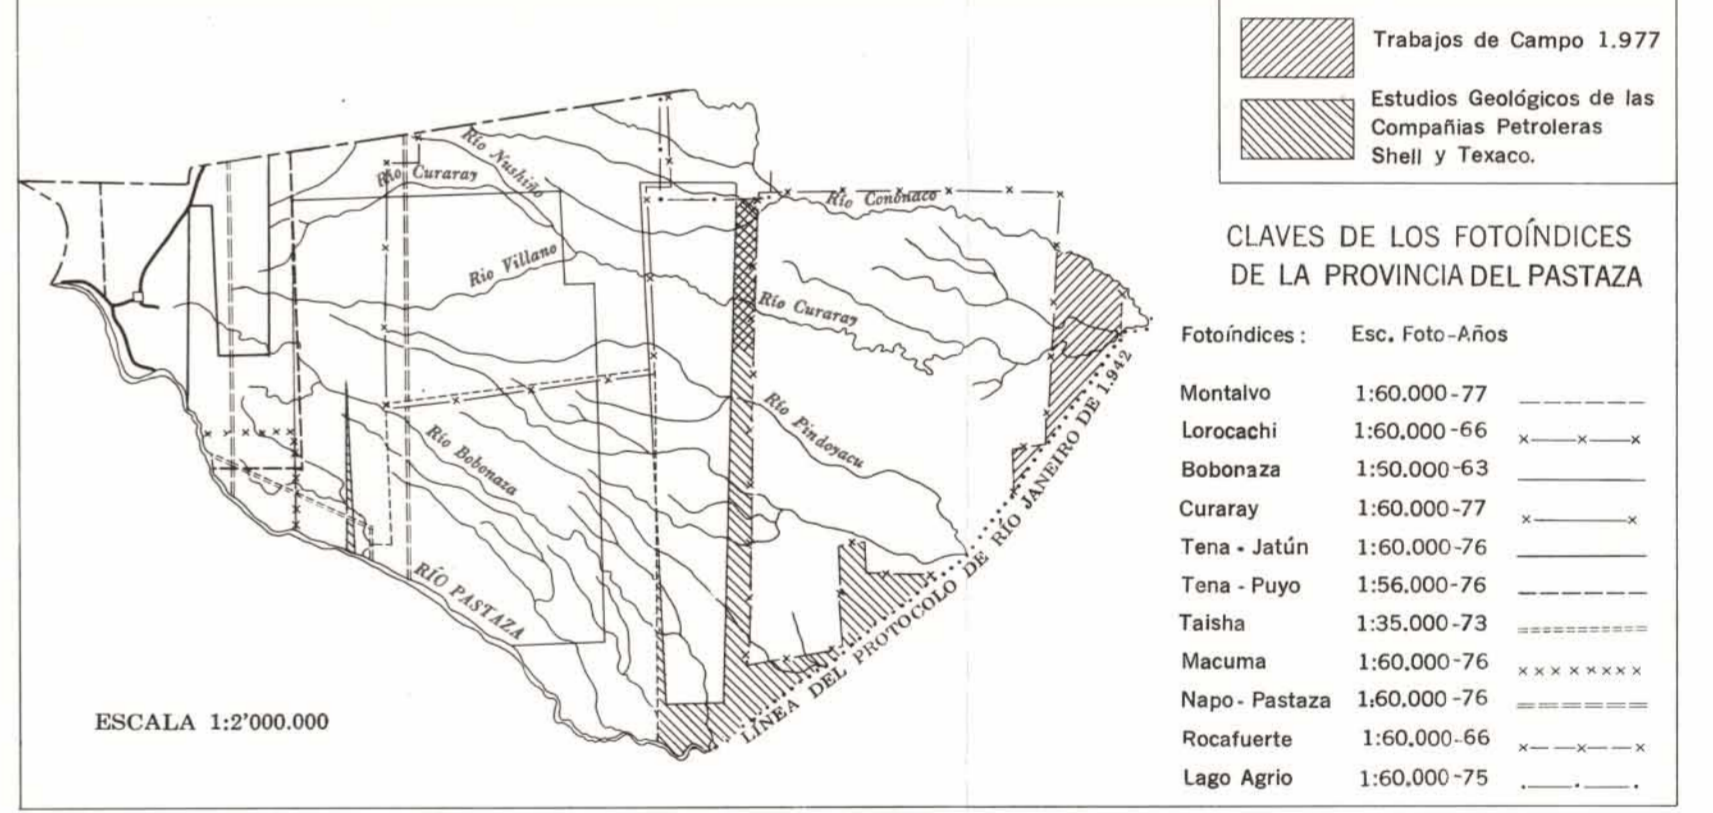 Trabajos de Campo 1.977
Estudios Geológicos de las
Compañias Petroleras
Shell y Texaco.
Río Nushiño
Río Curaray
Río Cononaco
Río Villano
Río Curaray
Río Pindoyacu
Río Bobonaza
RÍO PASTAZA
LÍNEA DEL PROTOCOLO DE RÍO JANEIRO DE 1.942
ESCALA 1:2'000.000
CLAVES DE LOS FOTOÍNDICES
DE LA PROVINCIA DEL PASTAZA
Fotoíndices : Esc. Foto-Años
Montalvo 1:60.000-77
Lorocachi 1:60.000-66
Bobonaza 1:50.000-63
Curaray 1:60.000-77
Tena - Jatún 1:60.000-76
Tena - Puyo 1:56.000-76
Taisha 1:35.000-73
Macuma 1:60.000-76
Napo - Pastaza 1:60.000-76
Rocafuerte 1:60.000-66
Lago Agrio 1:60.000-75